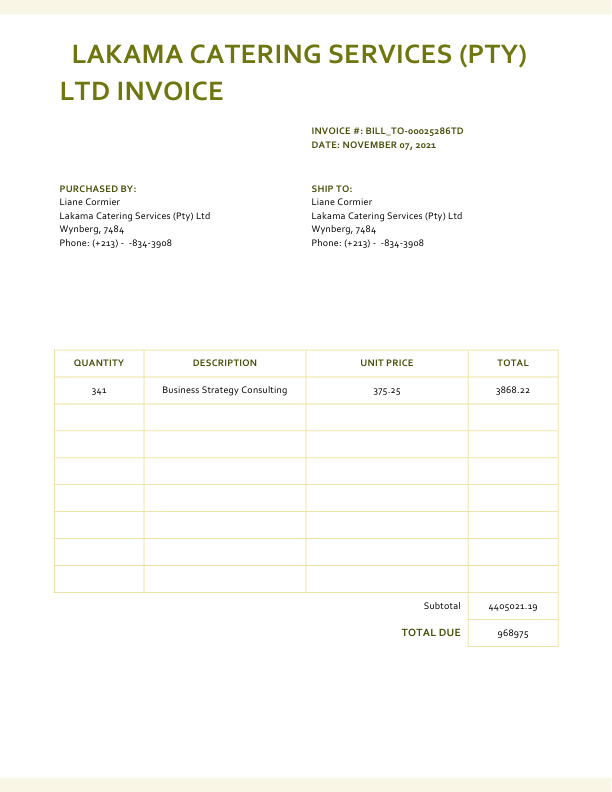 LAKAMA CATERING SERVICES (PTY)
LTD INVOICE
INVOICE #: BILL_TO-00025286TD
DATE: NOVEMBER 07, 2021
PURCHASED BY:
Liane Cormier
Lakama Catering Services (Pty) Ltd
Wynberg, 7484
Phone: (+213) -  -834-3908
SHIP TO:
Liane Cormier
Lakama Catering Services (Pty) Ltd
Wynberg, 7484
Phone: (+213) -  -834-3908
QUANTITY DESCRIPTION UNIT PRICE TOTAL
341 Business Strategy Consulting 375.25 3868.22
Subtotal 4405021.19
TOTAL DUE 968975